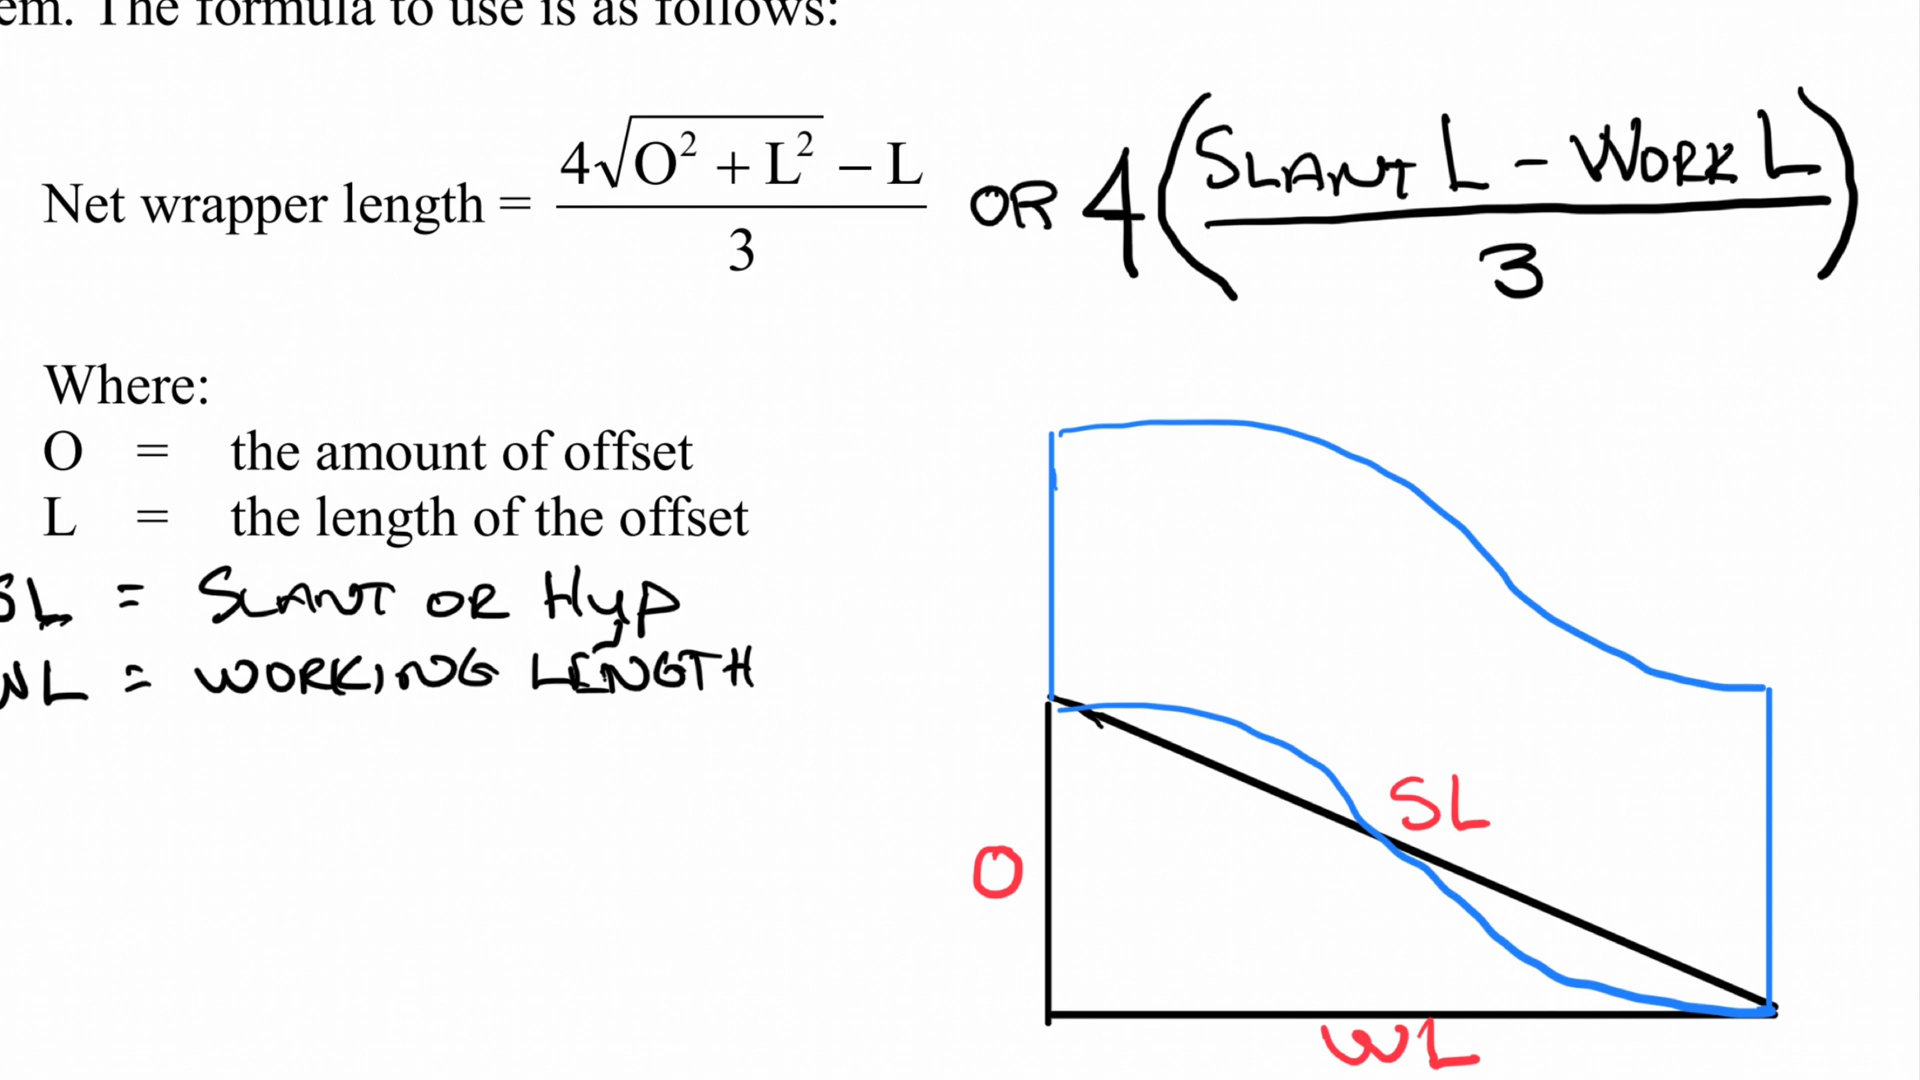 em. The formula to use is as follows:
Net wrapper length = 4√O² + L² − L / 3 OR 4(SLANT L - WORK L / 3)
Where:
O = the amount of offset
L = the length of the offset
SL = SLANT OR Hyp
WL = WORKING LENGTH
SL
O
WL